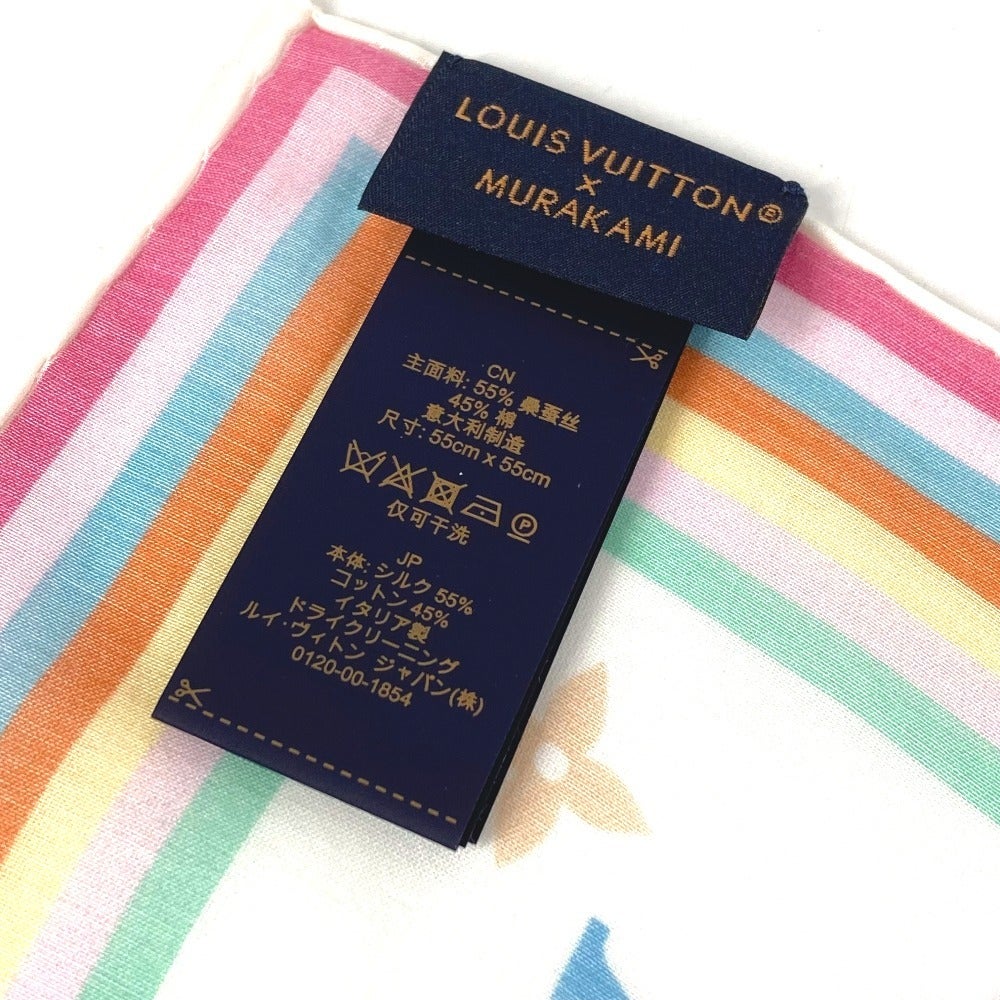 LOUIS VUITTON®
×
MURAKAMI
CN
主面料: 55% 桑蚕丝
45% 棉
意大利制造
尺寸: 55cm x 55cm
P
仅可干洗
JP
本体: シルク 55%
コットン 45%
イタリア製
ドライクリーニング
ルイ・ヴィトン ジャパン(株)
0120-00-1854